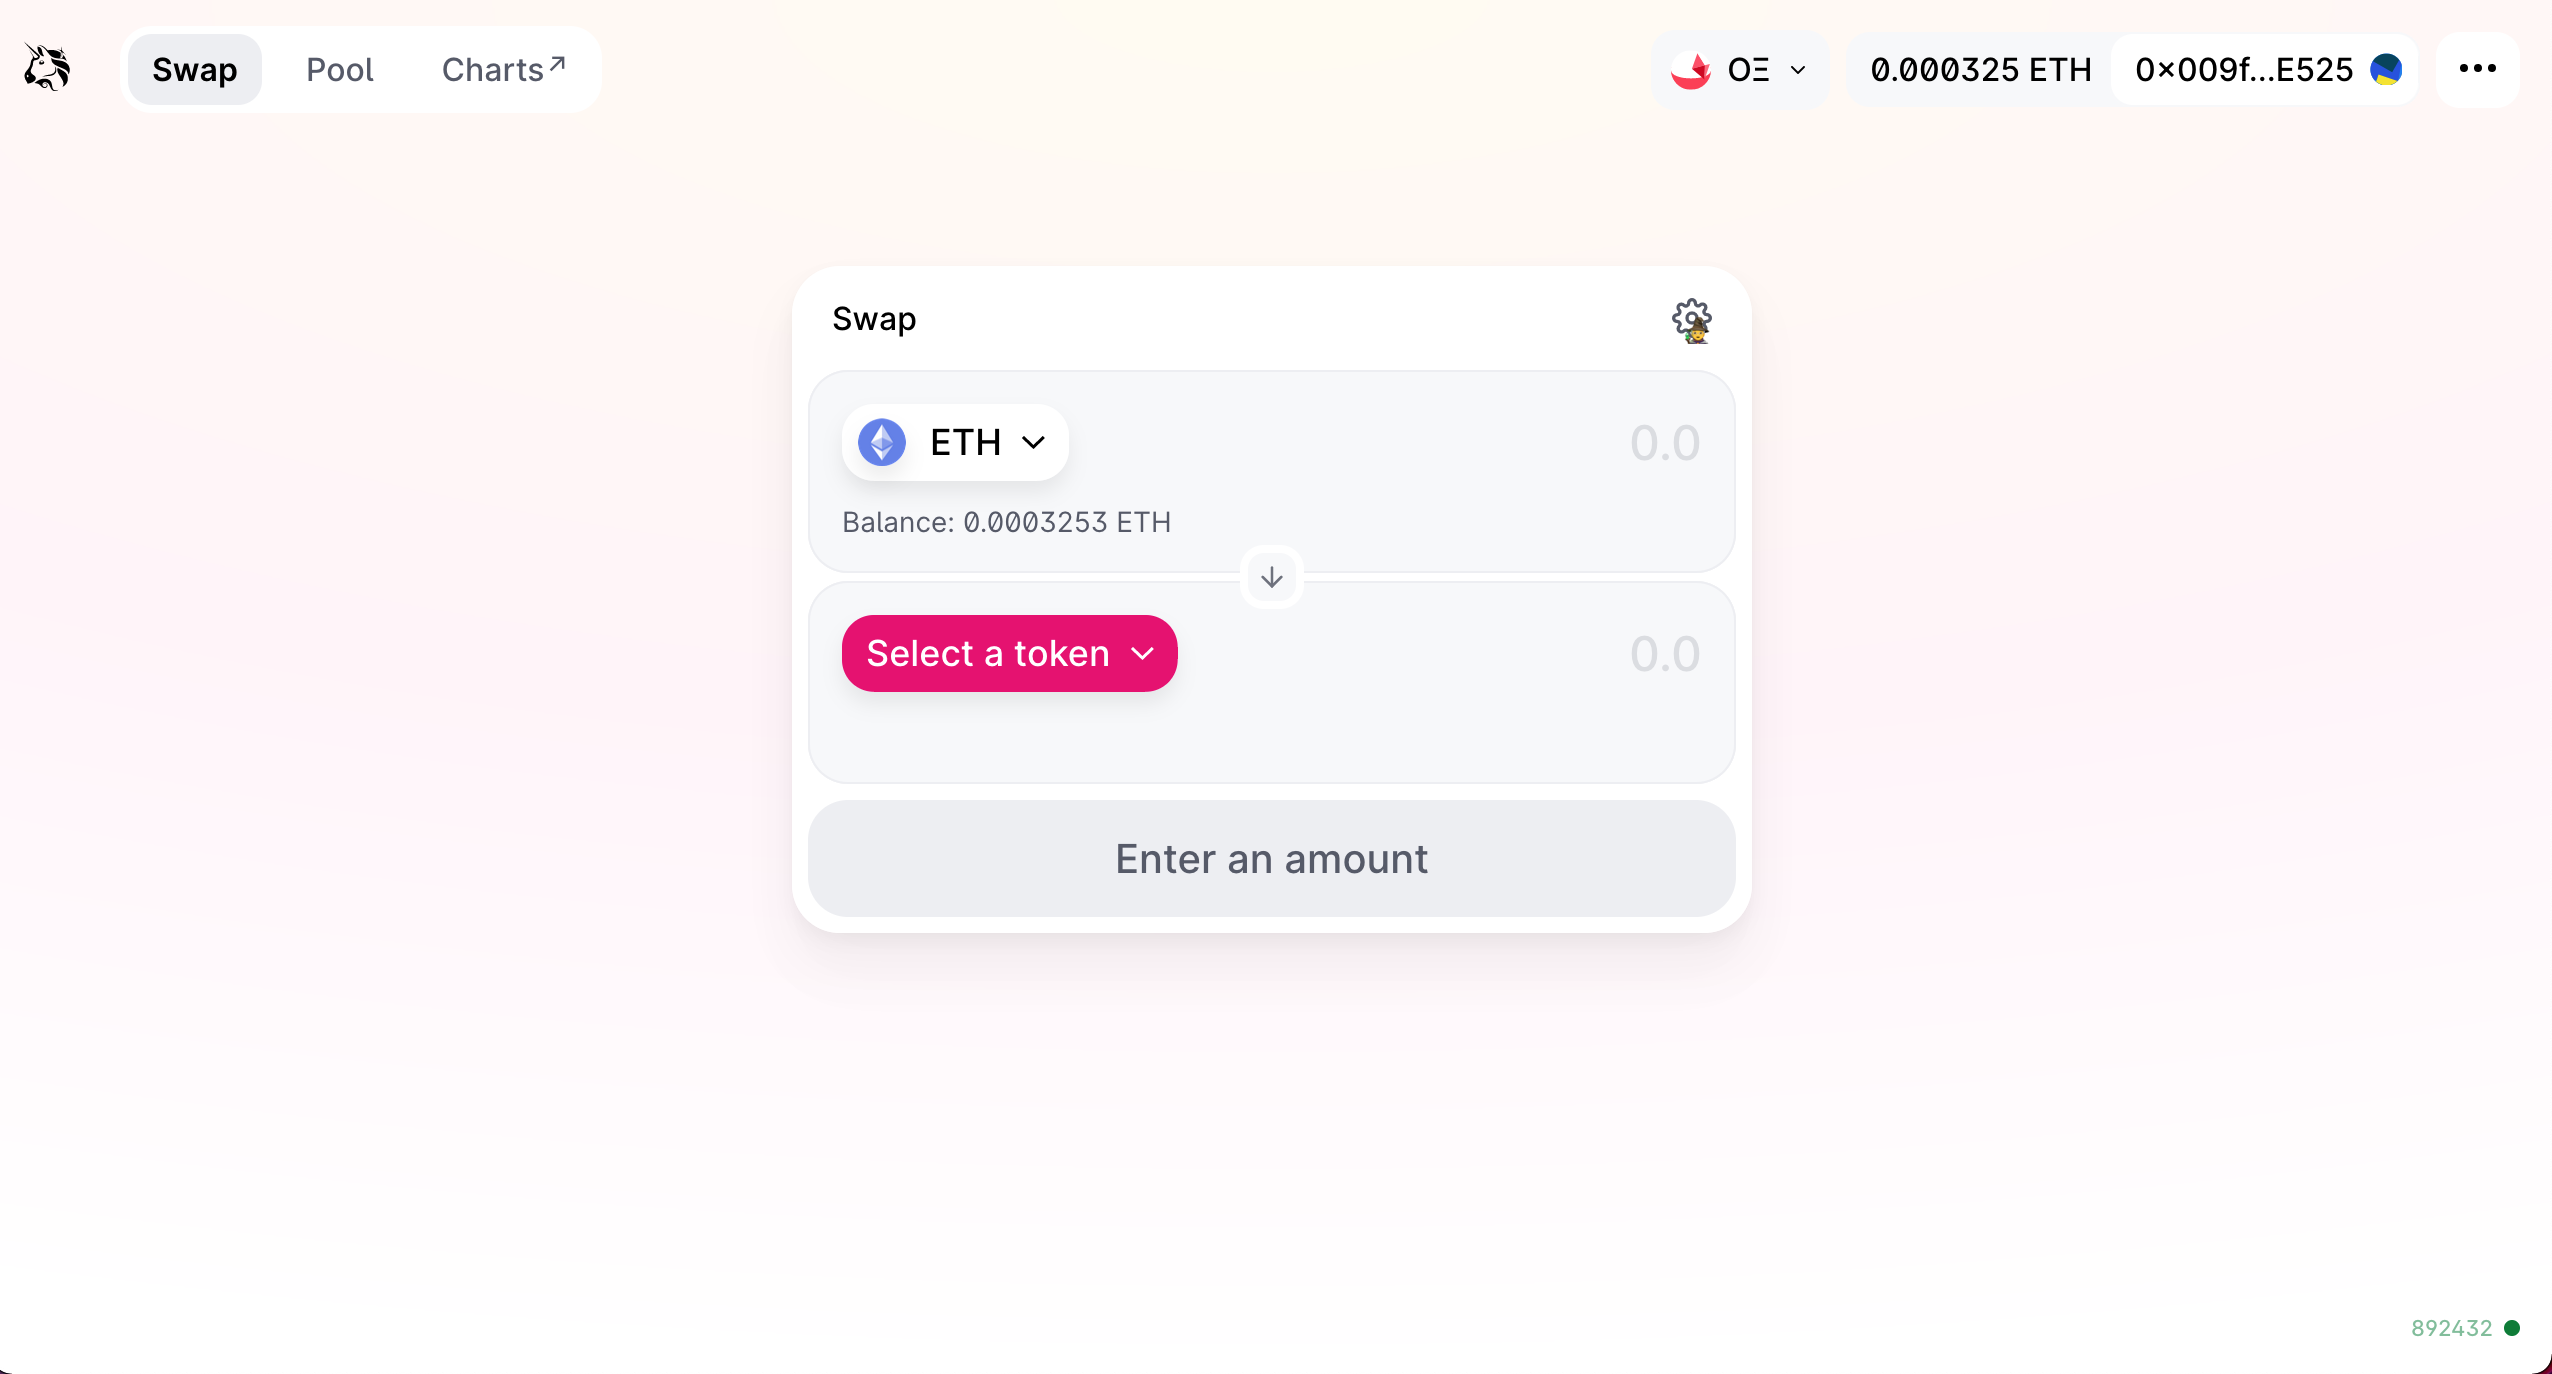 Swap
Pool
Charts↗
OΞ
0.000325 ETH
0x009f...E525
Swap
ETH
0.0
Balance: 0.0003253 ETH
Select a token
0.0
Enter an amount
892432